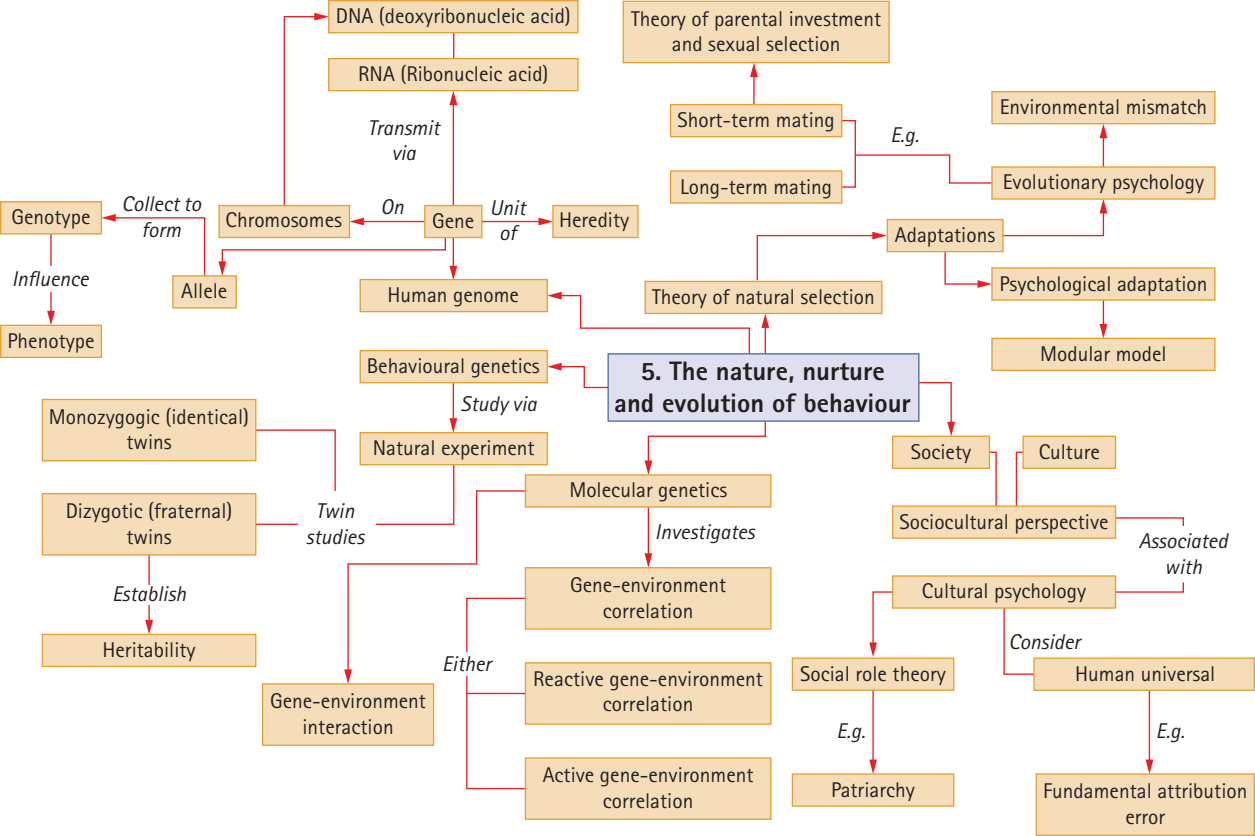 DNA (deoxyribonucleic acid)
RNA (Ribonucleic acid)
Transmit
via
Genotype
Collect to
form
Chromosomes
On
Gene
Unit
of
Heredity
Influence
Allele
Human genome
Phenotype
Theory of parental investment
and sexual selection
Short-term mating
E.g.
Environmental mismatch
Long-term mating
Evolutionary psychology
Adaptations
Theory of natural selection
Psychological adaptation
Modular model
5. The nature, nurture
and evolution of behaviour
Behavioural genetics
Study via
Natural experiment
Monozygogic (identical)
twins
Dizygotic (fraternal)
twins
Twin
studies
Establish
Heritability
Molecular genetics
Investigates
Gene-environment
correlation
Either
Reactive gene-environment
correlation
Active gene-environment
correlation
Gene-environment
interaction
Society
Culture
Sociocultural perspective
Associated
with
Cultural psychology
Consider
Social role theory
Human universal
E.g.
E.g.
Patriarchy
Fundamental attribution
error